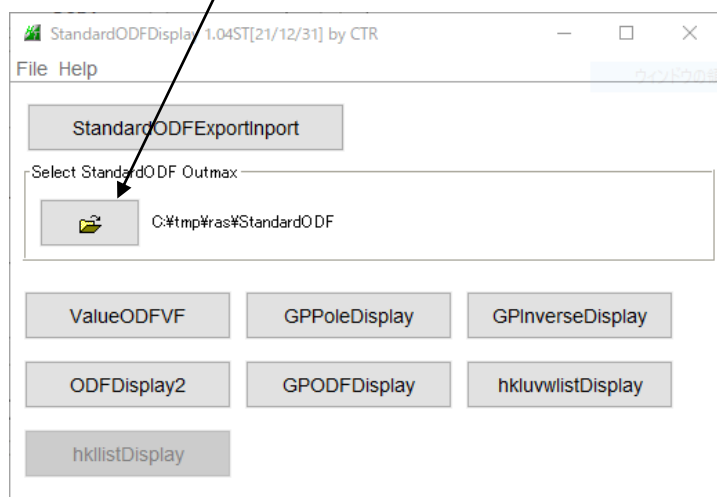 StandardODFDisplay 1.04ST[21/12/31] by CTR
File Help
StandardODFExportInport
Select StandardODF Outmax
C:¥tmp¥ras¥StandardODF
ValueODFVF GPPoleDisplay GPInverseDisplay
ODFDisplay2 GPODFDisplay hkluvwlistDisplay
hkllistDisplay